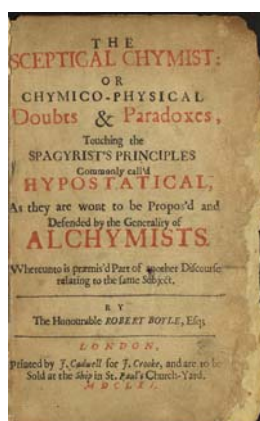 THE
SCEPTICAL CHYMIST:
OR
CHYMICO-PHYSICAL
Doubts & Paradoxes,
Touching the
SPAGYRIST'S PRINCIPLES
Commonly call'd
HYPOSTATICAL,
As they are wont to be Propos'd and
Defended by the Generality of
ALCHYMISTS.
Whereunto is præmis'd Part of another Discourse
relating to the same Subject.
BY
The Honourable ROBERT BOYLE, Esq;
LONDON,
Printed by J. Cadwell for J. Crooke, and are to be
Sold at the Ship in St. Paul's Church-Yard.
MDCLXI.